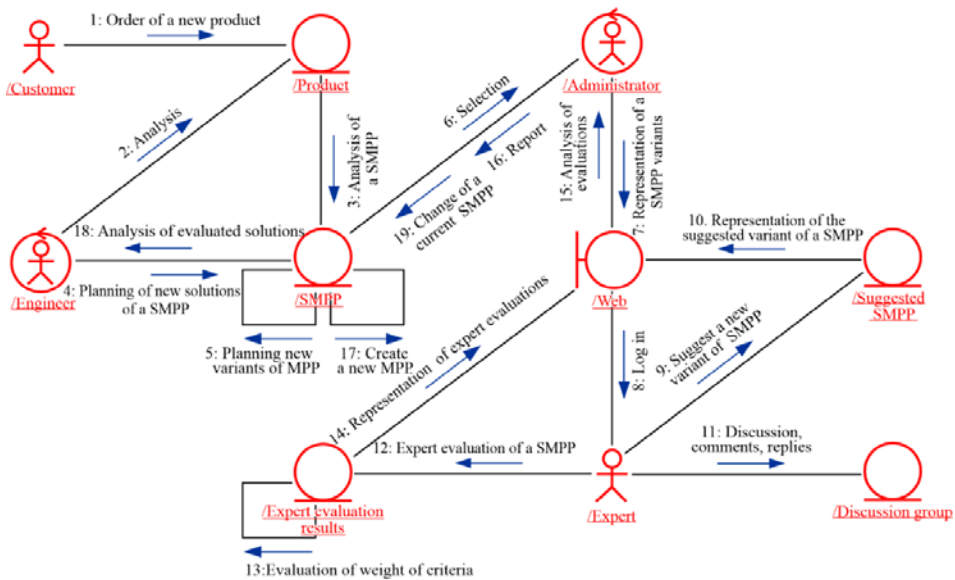 1: Order of a new product
/Customer
/Product
/Administrator
2: Analysis
3: Analysis of
a SMPP
6: Selection
16: Report
19: Change of a
current SMPP
15: Analysis of
evaluations
7: Representation of a
SMPP variants
10. Representation of the
suggested variant of a SMPP
18: Analysis of evaluated solutions
/Engineer
4: Planning of new solutions
of a SMPP
/SMPP
/Web
/Suggested
SMPP
5: Planning new
variants of MPP
17: Create
a new MPP
14: Representation of expert evaluations
8: Log in
9: Suggest a new
variant of SMPP
12: Expert evaluation of a SMPP
11: Discussion,
comments, replies
/Expert evaluation
results
/Expert
/Discussion group
13:Evaluation of weight of criteria